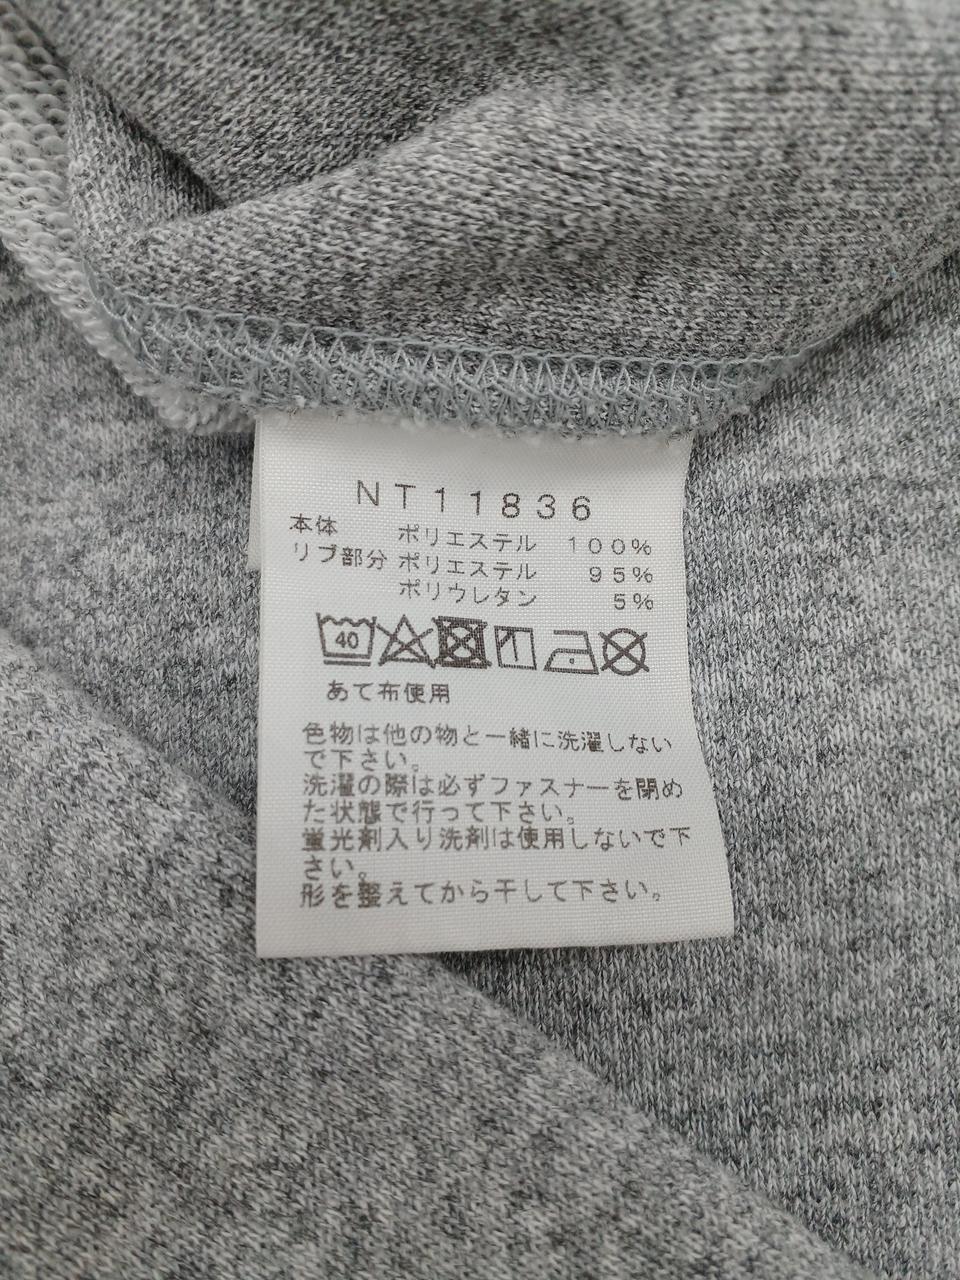 NT11836
本体 ポリエステル 100%
リブ部分 ポリエステル 95%
ポリウレタン 5%
40
あて布使用
色物は他の物と一緒に洗濯しない
で下さい。
洗濯の際は必ずファスナーを閉め
た状態で行って下さい。
蛍光剤入り洗剤は使用しないで下
さい。
形を整えてから干して下さい。